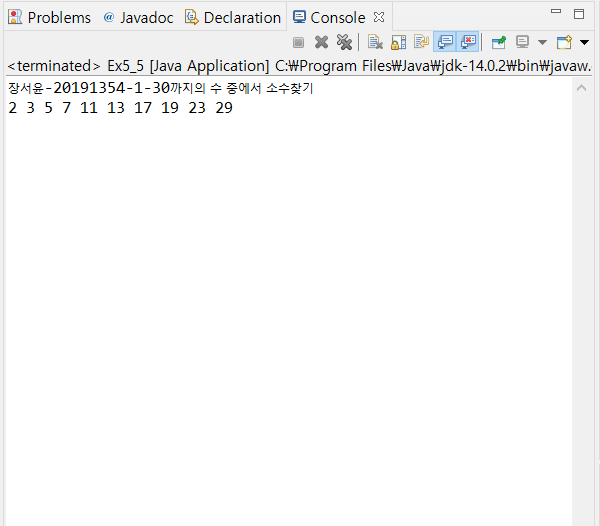 Problems @ Javadoc Declaration Console
<terminated> Ex5_5 [Java Application] C:₩Program Files₩Java₩jdk-14.0.2₩bin₩javaw.
장서윤-20191354-1-30까지의 수 중에서 소수찾기
2 3 5 7 11 13 17 19 23 29